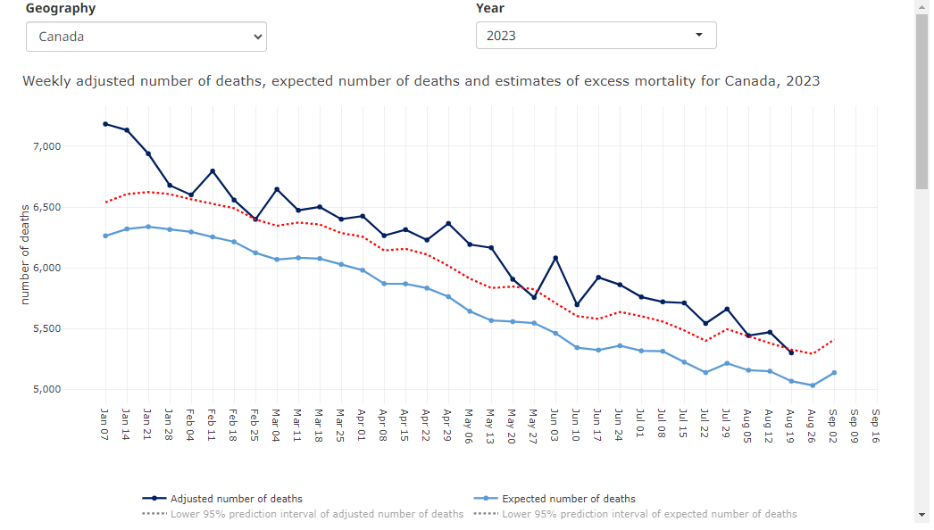 Geography
Year
Canada
2023
Weekly adjusted number of deaths, expected number of deaths and estimates of excess mortality for Canada, 2023
number of deaths
7,000
6,500
6,000
5,500
5,000
Jan 07
Jan 14
Jan 21
Jan 28
Feb 04
Feb 11
Feb 18
Feb 25
Mar 04
Mar 11
Mar 18
Mar 25
Apr 01
Apr 08
Apr 15
Apr 22
Apr 29
May 06
May 13
May 20
May 27
Jun 03
Jun 10
Jun 17
Jun 24
Jul 01
Jul 08
Jul 15
Jul 22
Jul 29
Aug 05
Aug 12
Aug 19
Aug 26
Sep 02
Sep 09
Sep 16
Adjusted number of deaths
Expected number of deaths
Lower 95% prediction interval of adjusted number of deaths
Lower 95% prediction interval of expected number of deaths